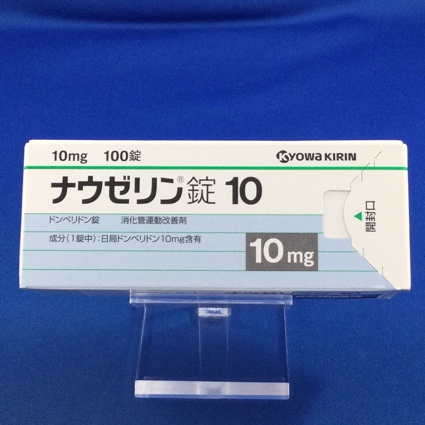 10mg 100錠
KYOWA KIRIN
ナウゼリン®錠 10
ドンペリドン錠 消化管運動改善剤
成分(1錠中):日局ドンペリドン10mg含有
10mg
開封口